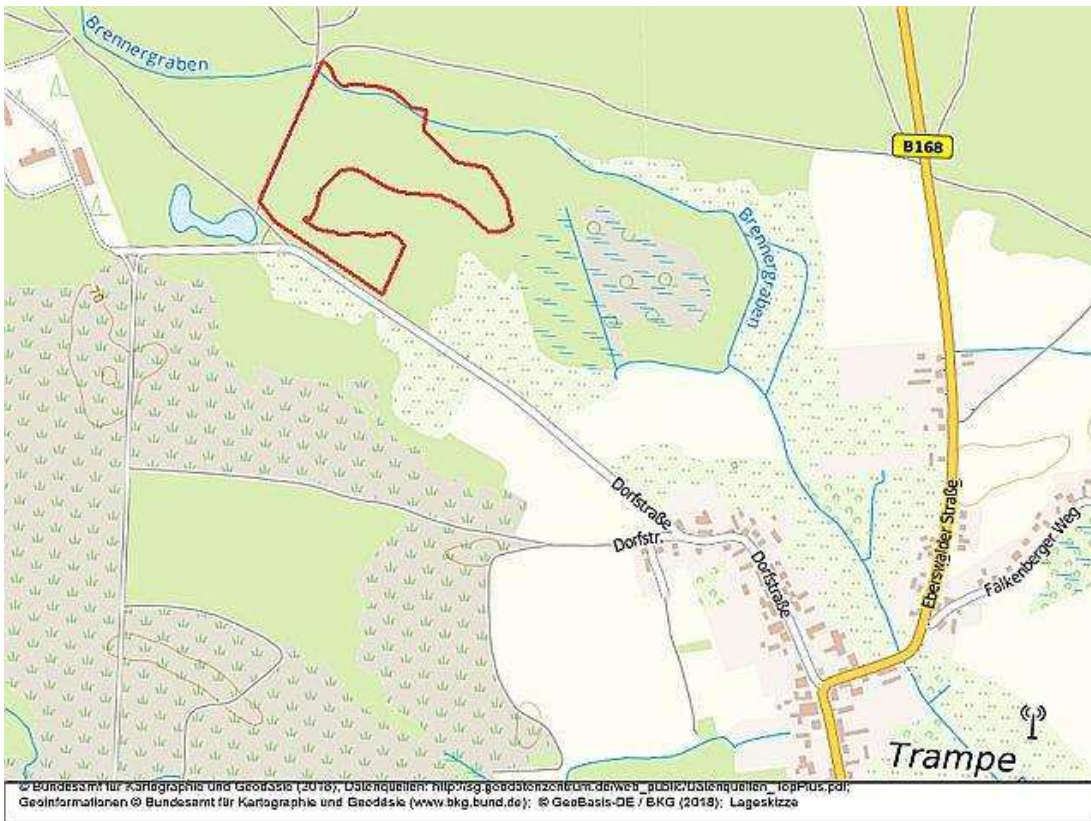 Brennergraben
B168
Brennergraben
70
Dorfstraße
Dorfstr.
Dorfstraße
Eberswalder Straße
Falkenberger Weg
Trampe
© Bundesamt für Kartographie und Geodäsie (2018), Datenquellen: http://sg.geodatenzentrum.de/web_public/Datenquellen_TopPlus.pdf;
Geoinformationen © Bundesamt für Kartographie und Geodäsie (www.bkg.bund.de); © GeoBasis-DE / BKG (2018); Lageskizze